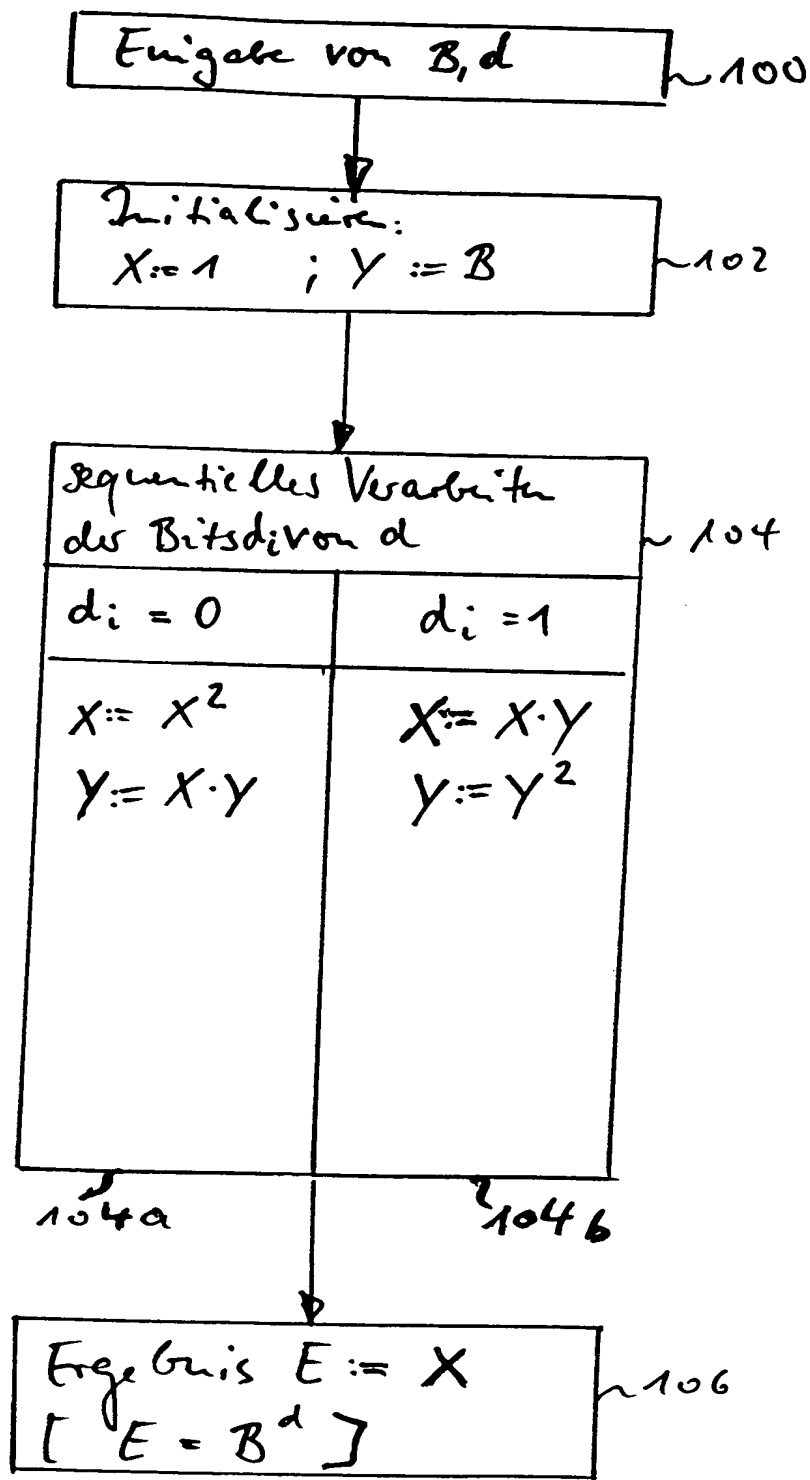 Eingabe von B, d
~100
Initialisieren:
X:=1 ; Y := B
~102
sequentielles Verarbeiten
der Bits di von d
~104
di = 0
di = 1
X:= X²
X:= X·Y
Y:= X·Y
Y:= Y²
104a
104b
Ergebnis E := X
[ E = B^d ]
~106